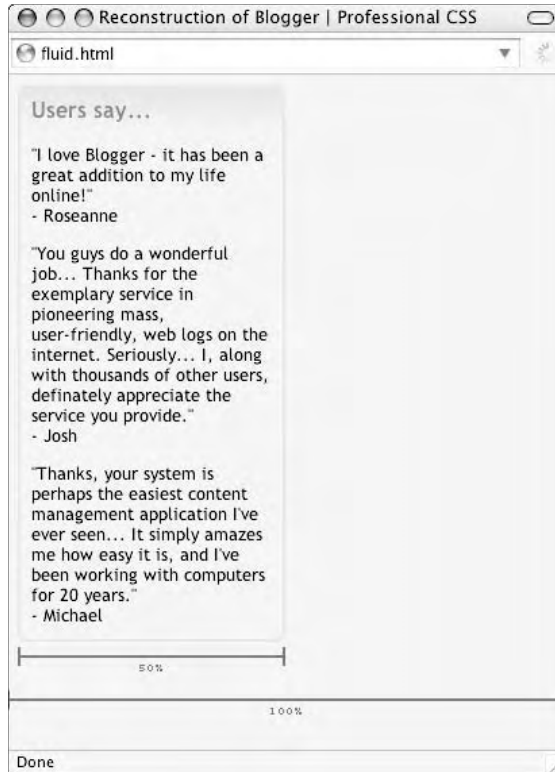 Reconstruction of Blogger | Professional CSS
fluid.html
Users say...
"I love Blogger - it has been a
great addition to my life
online!"
- Roseanne
"You guys do a wonderful
job... Thanks for the
exemplary service in
pioneering mass,
user-friendly, web logs on the
internet. Seriously... I, along
with thousands of other users,
definately appreciate the
service you provide."
- Josh
"Thanks, your system is
perhaps the easiest content
management application I've
ever seen... It simply amazes
me how easy it is, and I've
been working with computers
for 20 years."
- Michael
50%
100%
Done